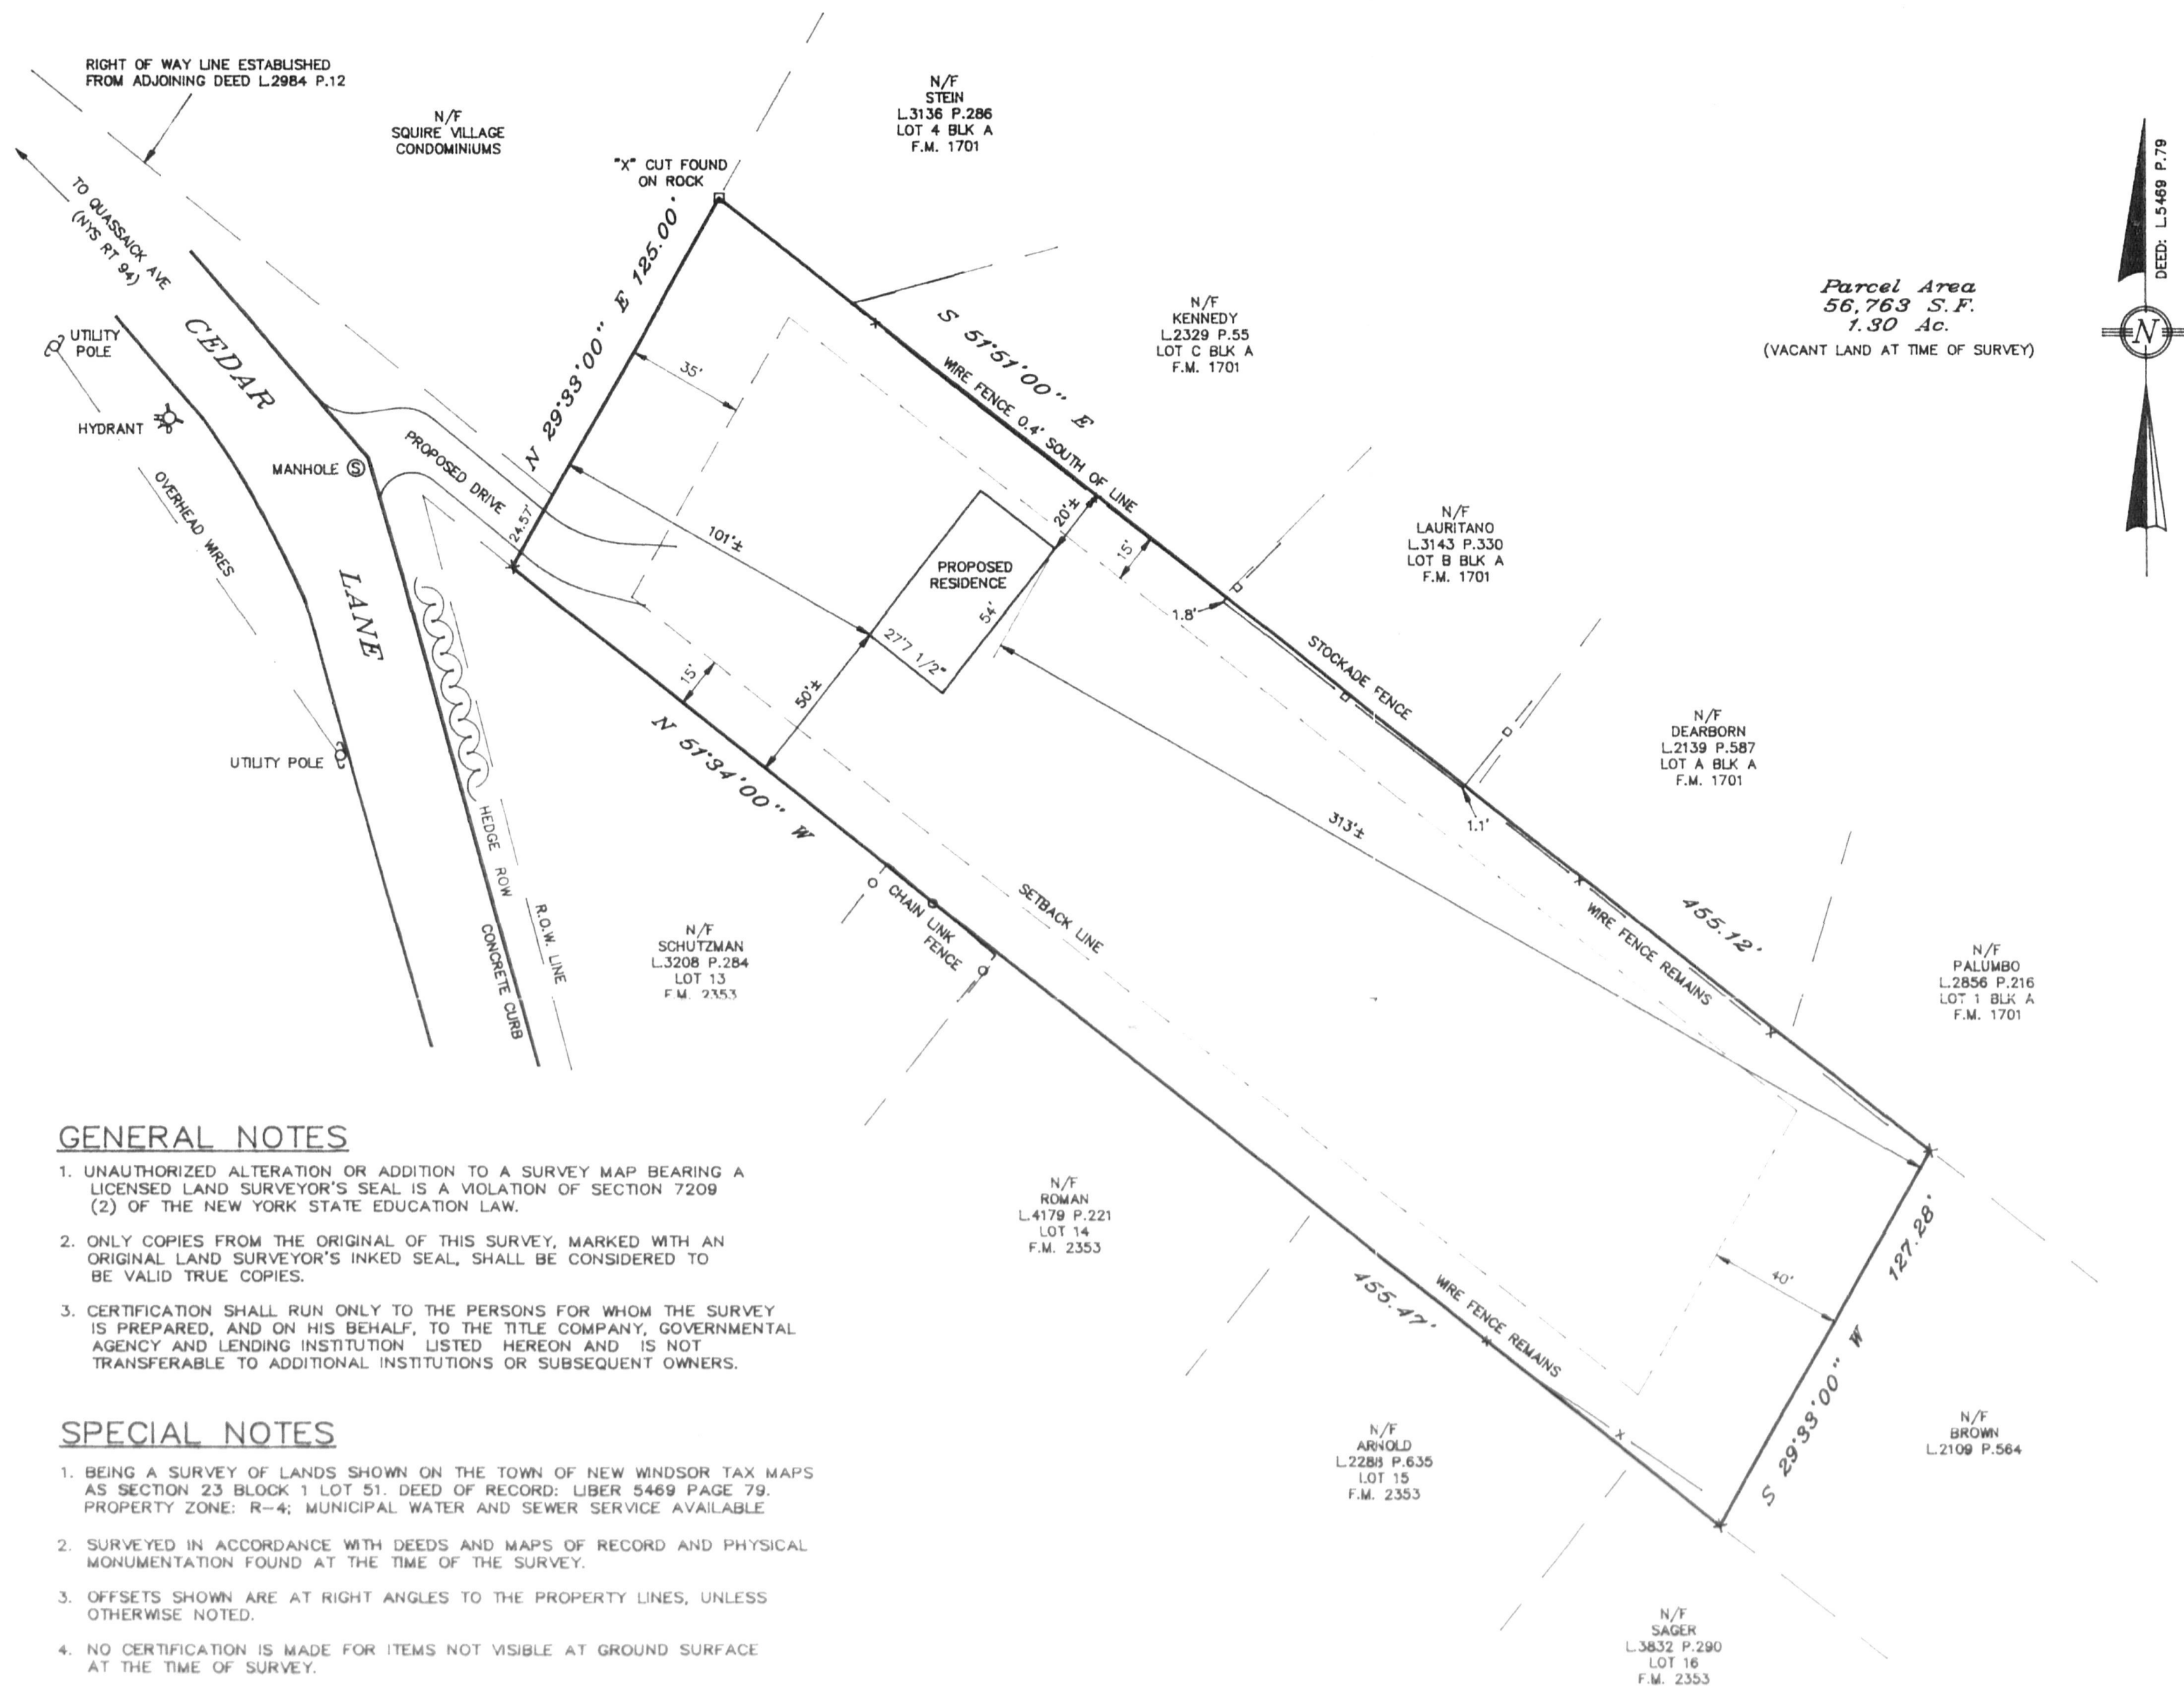 RIGHT OF WAY LINE ESTABLISHED
FROM ADJOINING DEED L.2984 P.12
N/F
SQUIRE VILLAGE
CONDOMINIUMS
N/F
STEIN
L.3136 P.286
LOT 4 BLK A
F.M. 1701
"X" CUT FOUND
ON ROCK
TO QUASSAICK AVE
(NYS RT 94)
DEED: L.5469 P.79
N
Parcel Area
56,763 S.F.
1.30 Ac.
(VACANT LAND AT TIME OF SURVEY)
N/F
KENNEDY
L.2329 P.55
LOT C BLK A
F.M. 1701
UTILITY
POLE
CEDAR
LANE
HYDRANT
MANHOLE
S
OVERHEAD WIRES
PROPOSED DRIVE
24.57'
N 29°33'00" E 125.00'
35'
S 51°51'00" E
WIRE FENCE 0.4' SOUTH OF LINE
101'±
20'±
15'
PROPOSED
RESIDENCE
54'
27'7 1/2"
N/F
LAURITANO
L.3143 P.330
LOT B BLK A
F.M. 1701
1.8'
STOCKADE FENCE
15'
50'±
N 51°34'00" W
N/F
DEARBORN
L.2139 P.587
LOT A BLK A
F.M. 1701
UTILITY POLE
1.1'
313'±
HEDGE ROW
R.O.W. LINE
CONCRETE CURB
CHAIN LINK
FENCE
SETBACK LINE
455.12'
WIRE FENCE REMAINS
N/F
SCHUTZMAN
L.3208 P.284
LOT 13
F.M. 2353
N/F
PALUMBO
L.2856 P.216
LOT 1 BLK A
F.M. 1701
N/F
ROMAN
L.4179 P.221
LOT 14
F.M. 2353
127.28'
S 29°33'00" W
40'
455.47'
WIRE FENCE REMAINS
N/F
ARNOLD
L.2288 P.635
LOT 15
F.M. 2353
N/F
BROWN
L.2109 P.564
N/F
SAGER
L.3832 P.290
LOT 16
F.M. 2353
GENERAL NOTES
1. UNAUTHORIZED ALTERATION OR ADDITION TO A SURVEY MAP BEARING A
LICENSED LAND SURVEYOR'S SEAL IS A VIOLATION OF SECTION 7209
(2) OF THE NEW YORK STATE EDUCATION LAW.
2. ONLY COPIES FROM THE ORIGINAL OF THIS SURVEY, MARKED WITH AN
ORIGINAL LAND SURVEYOR'S INKED SEAL, SHALL BE CONSIDERED TO
BE VALID TRUE COPIES.
3. CERTIFICATION SHALL RUN ONLY TO THE PERSONS FOR WHOM THE SURVEY
IS PREPARED, AND ON HIS BEHALF, TO THE TITLE COMPANY, GOVERNMENTAL
AGENCY AND LENDING INSTITUTION LISTED HEREON AND IS NOT
TRANSFERABLE TO ADDITIONAL INSTITUTIONS OR SUBSEQUENT OWNERS.
SPECIAL NOTES
1. BEING A SURVEY OF LANDS SHOWN ON THE TOWN OF NEW WINDSOR TAX MAPS
AS SECTION 23 BLOCK 1 LOT 51. DEED OF RECORD: LIBER 5469 PAGE 79.
PROPERTY ZONE: R-4; MUNICIPAL WATER AND SEWER SERVICE AVAILABLE
2. SURVEYED IN ACCORDANCE WITH DEEDS AND MAPS OF RECORD AND PHYSICAL
MONUMENTATION FOUND AT THE TIME OF THE SURVEY.
3. OFFSETS SHOWN ARE AT RIGHT ANGLES TO THE PROPERTY LINES, UNLESS
OTHERWISE NOTED.
4. NO CERTIFICATION IS MADE FOR ITEMS NOT VISIBLE AT GROUND SURFACE
AT THE TIME OF SURVEY.